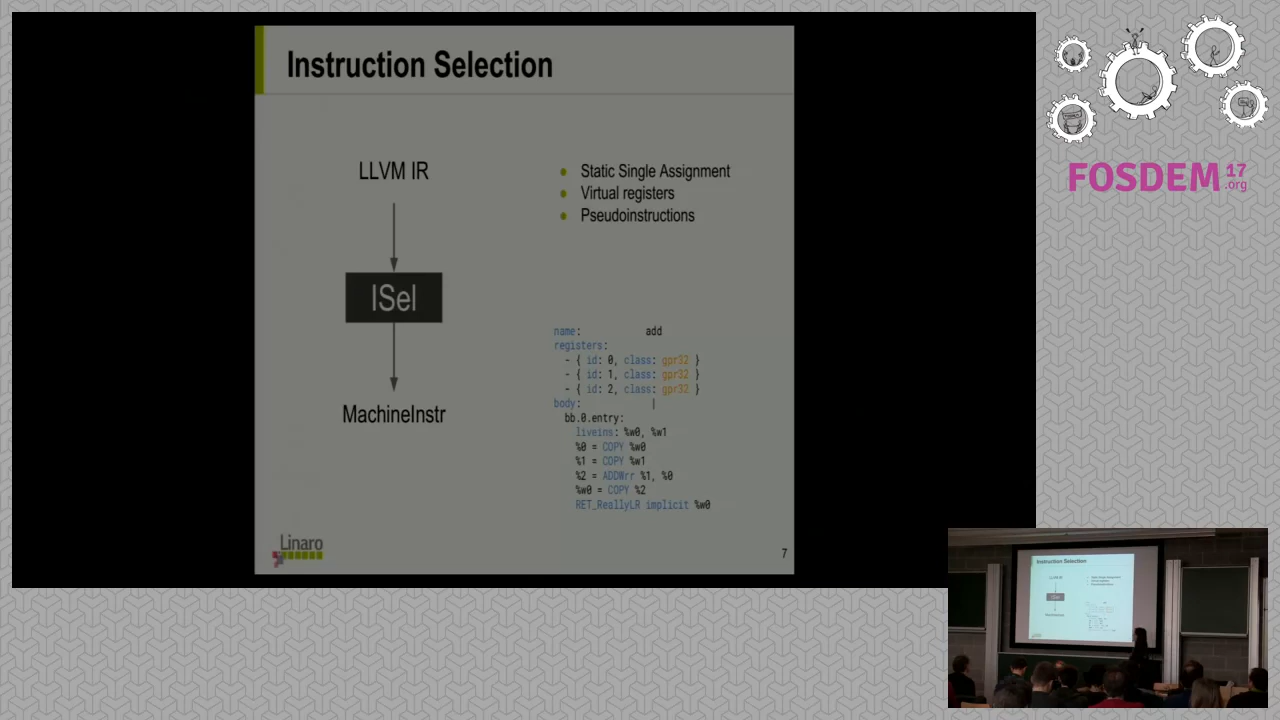 Instruction Selection
LLVM IR
ISel
MachineInstr
Static Single Assignment
Virtual registers
Pseudoinstructions
name: add
registers:
- { id: 0, class: gpr32 }
- { id: 1, class: gpr32 }
- { id: 2, class: gpr32 }
body: |
bb.0.entry:
liveins: %w0, %w1
%0 = COPY %w0
%1 = COPY %w1
%2 = ADDWrr %1, %0
%w0 = COPY %2
RET_ReallyLR implicit %w0
Linaro
7
FOSDEM 17
.org
Instruction Selection